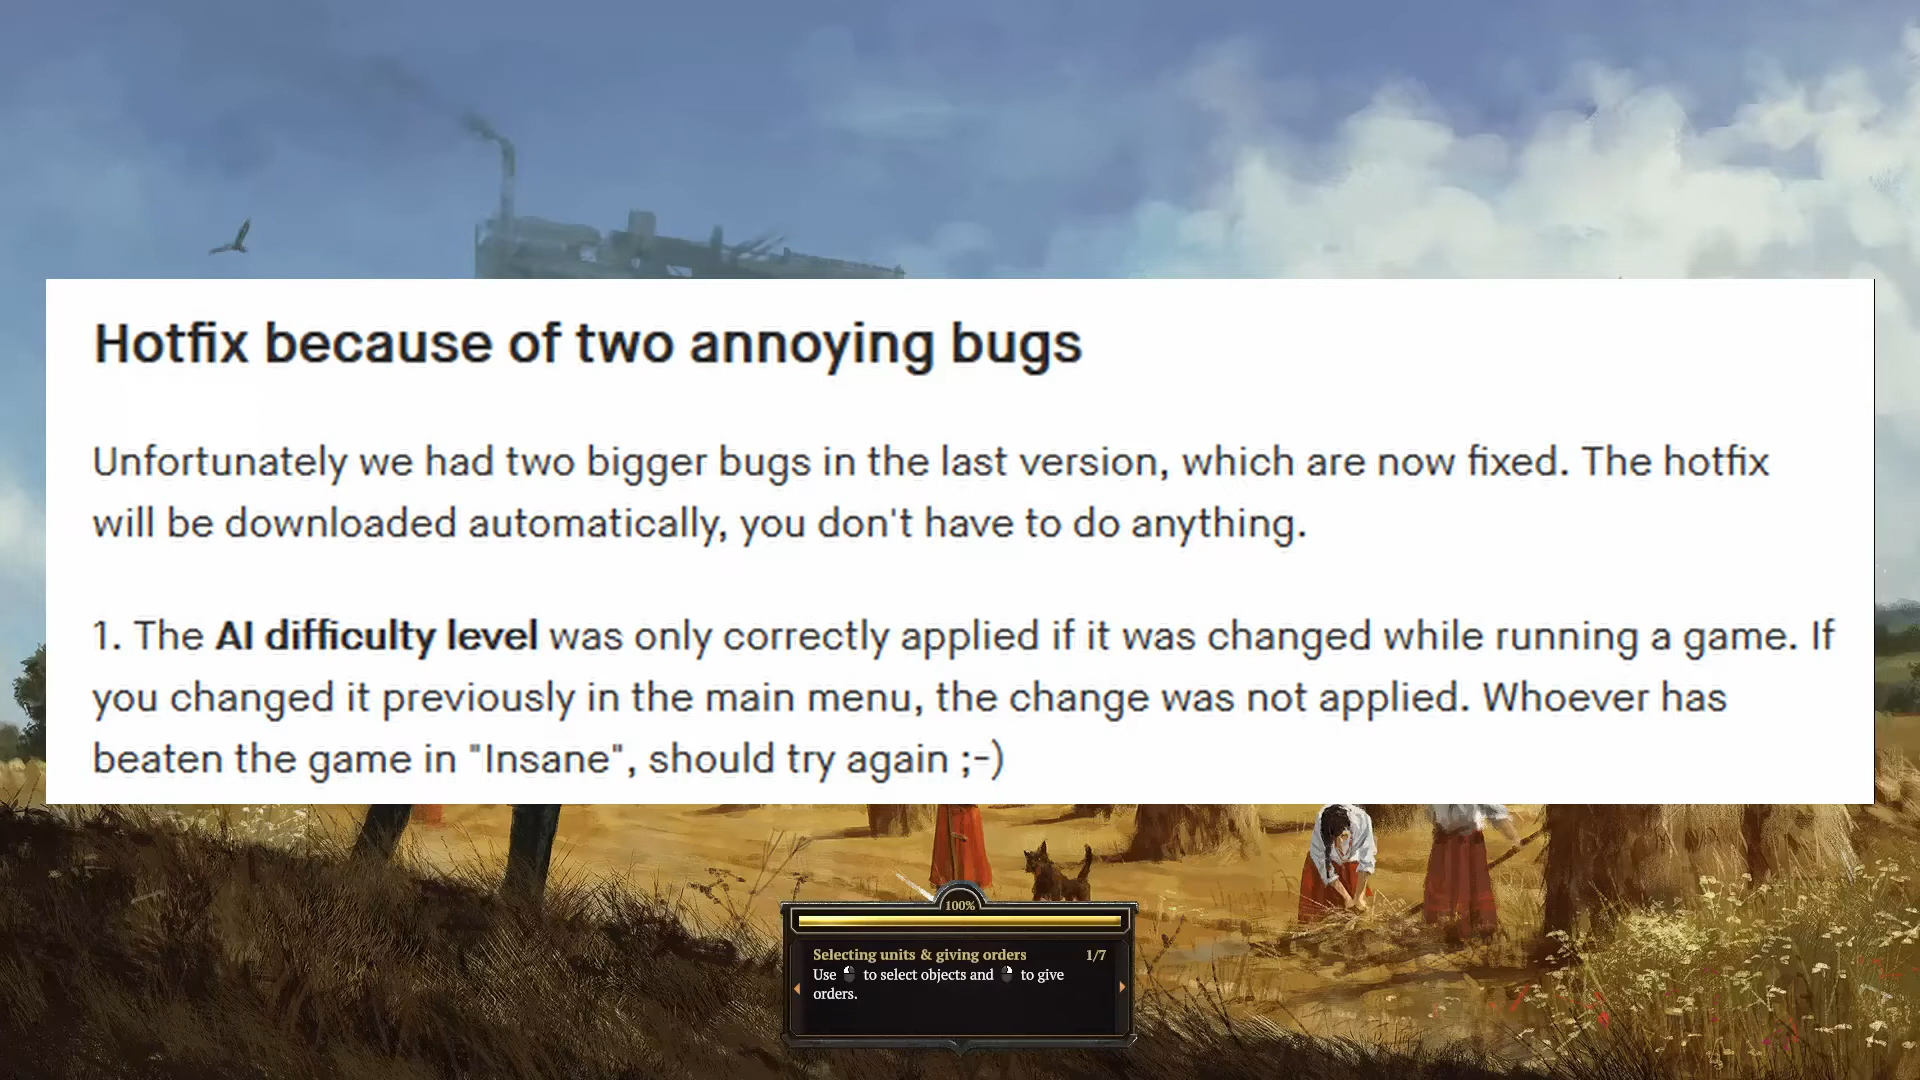 Hotfix because of two annoying bugs
Unfortunately we had two bigger bugs in the last version, which are now fixed. The hotfix
will be downloaded automatically, you don't have to do anything.
1. The AI difficulty level was only correctly applied if it was changed while running a game. If
you changed it previously in the main menu, the change was not applied. Whoever has
beaten the game in "Insane", should try again ;-)
100%
Selecting units & giving orders 1/7
Use to select objects and to give
orders.